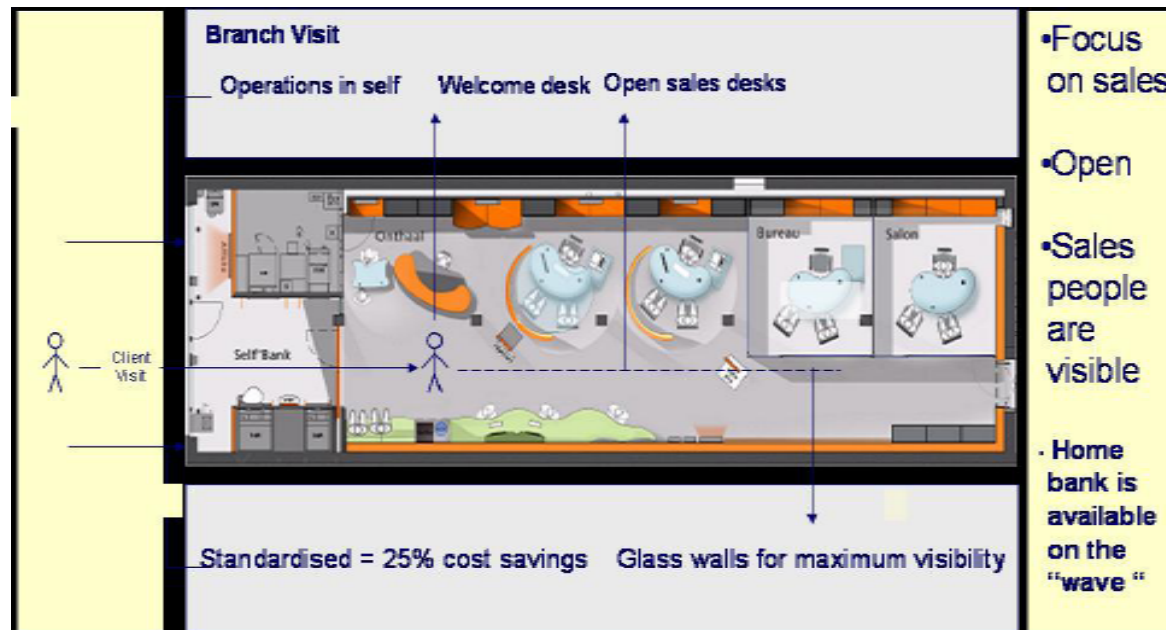 Branch Visit
Operations in self
Welcome desk
Open sales desks
Onthaal
Bureau
Salon
Self'Bank
Client
Visit
Standardised = 25% cost savings
Glass walls for maximum visibility
•Focus
on sales
•Open
•Sales
people
are
visible
· Home
bank is
available
on the
"wave "